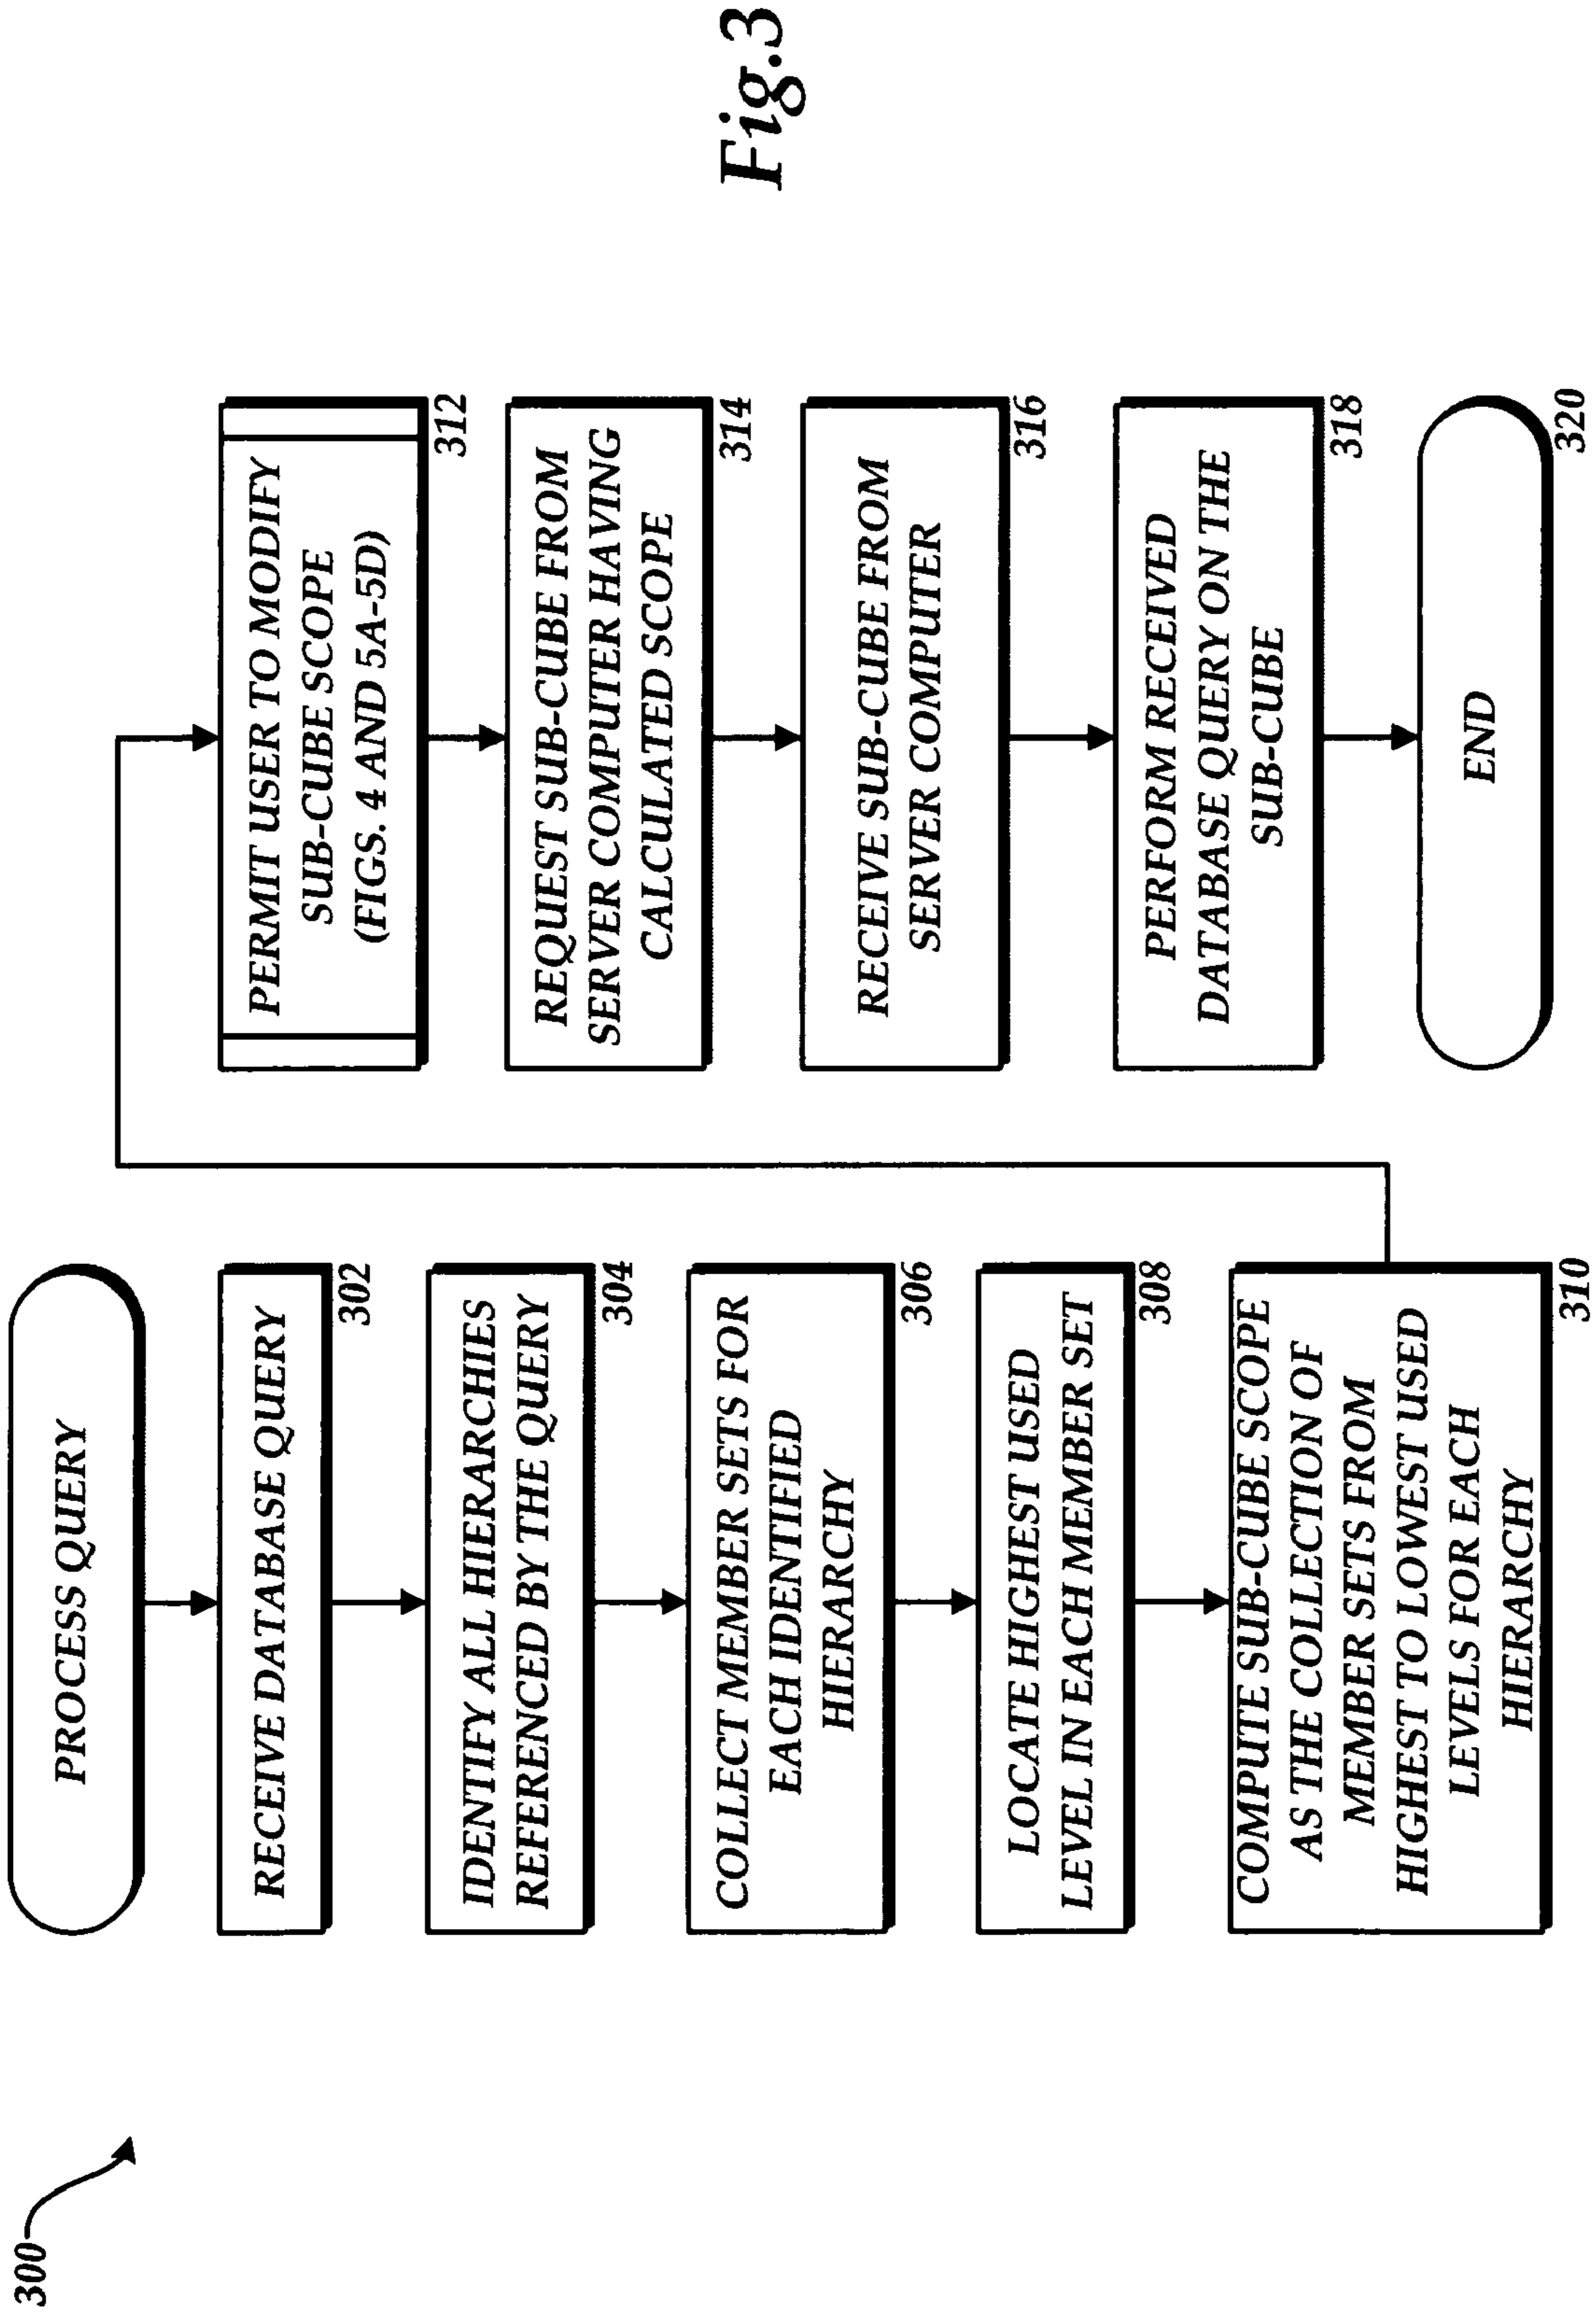 300
PROCESS QUERY
RECEIVE DATABASE QUERY
302
IDENTIFY ALL HIERARCHIES
REFERENCED BY THE QUERY
304
COLLECT MEMBER SETS FOR
EACH IDENTIFIED
HIERARCHY
306
LOCATE HIGHEST USED
LEVEL IN EACH MEMBER SET
308
COMPUTE SUB-CUBE SCOPE
AS THE COLLECTION OF
MEMBER SETS FROM
HIGHEST TO LOWEST USED
LEVELS FOR EACH
HIERARCHY
310
PERMIT USER TO MODIFY
SUB-CUBE SCOPE
(FIGS. 4 AND 5A-5D)
312
REQUEST SUB-CUBE FROM
SERVER COMPUTER HAVING
CALCULATED SCOPE
314
RECEIVE SUB-CUBE FROM
SERVER COMPUTER
316
PERFORM RECEIVED
DATABASE QUERY ON THE
SUB-CUBE
318
END
320
Fig.3